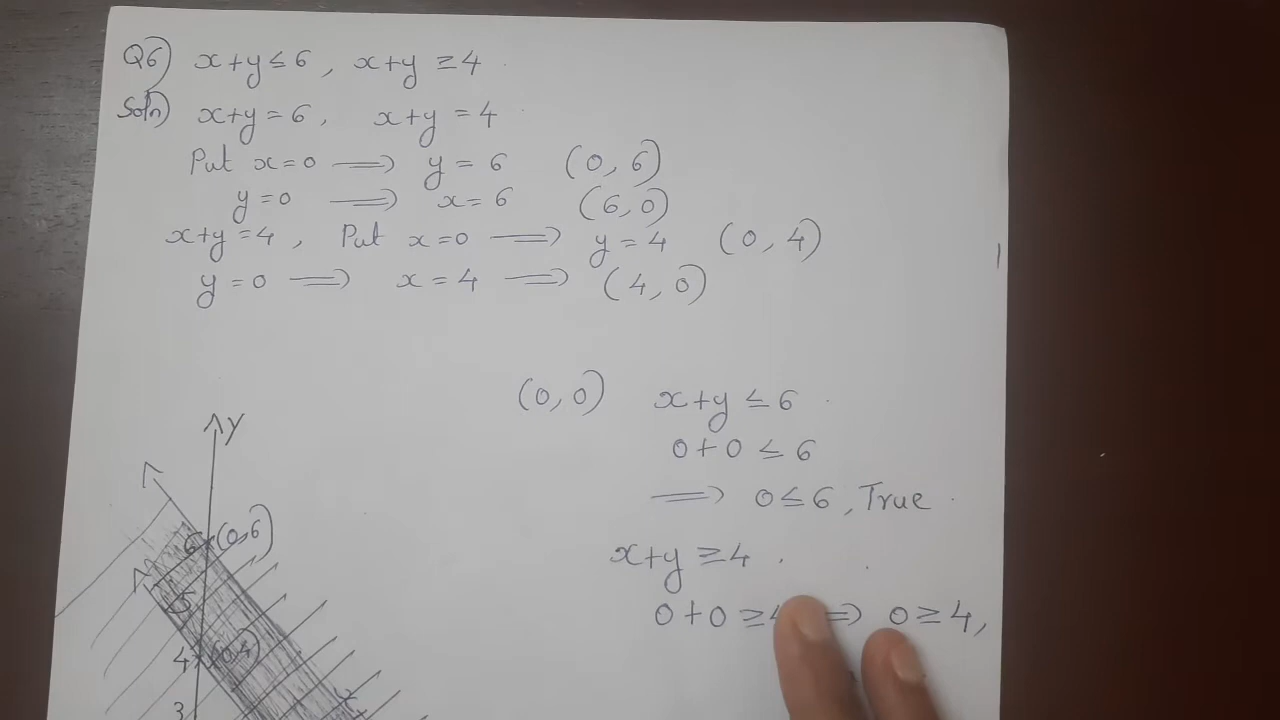 Q6) x+y ≤ 6 , x+y ≥ 4
Soln) x+y = 6 , x+y = 4
Put x=0 ⟹ y = 6 (0, 6)
y = 0 ⟹ x = 6 (6, 0)
x+y = 4 , Put x = 0 ⟹ y = 4 (0, 4)
y = 0 ⟹ x = 4 ⟹ (4, 0)
(0, 0) x+y ≤ 6
0+0 ≤ 6
⟹ 0 ≤ 6 , True
x+y ≥ 4
0+0 ≥ 4 ⟹ 0 ≥ 4,
Y
6 (0,6)
5
4 (0,4)
3